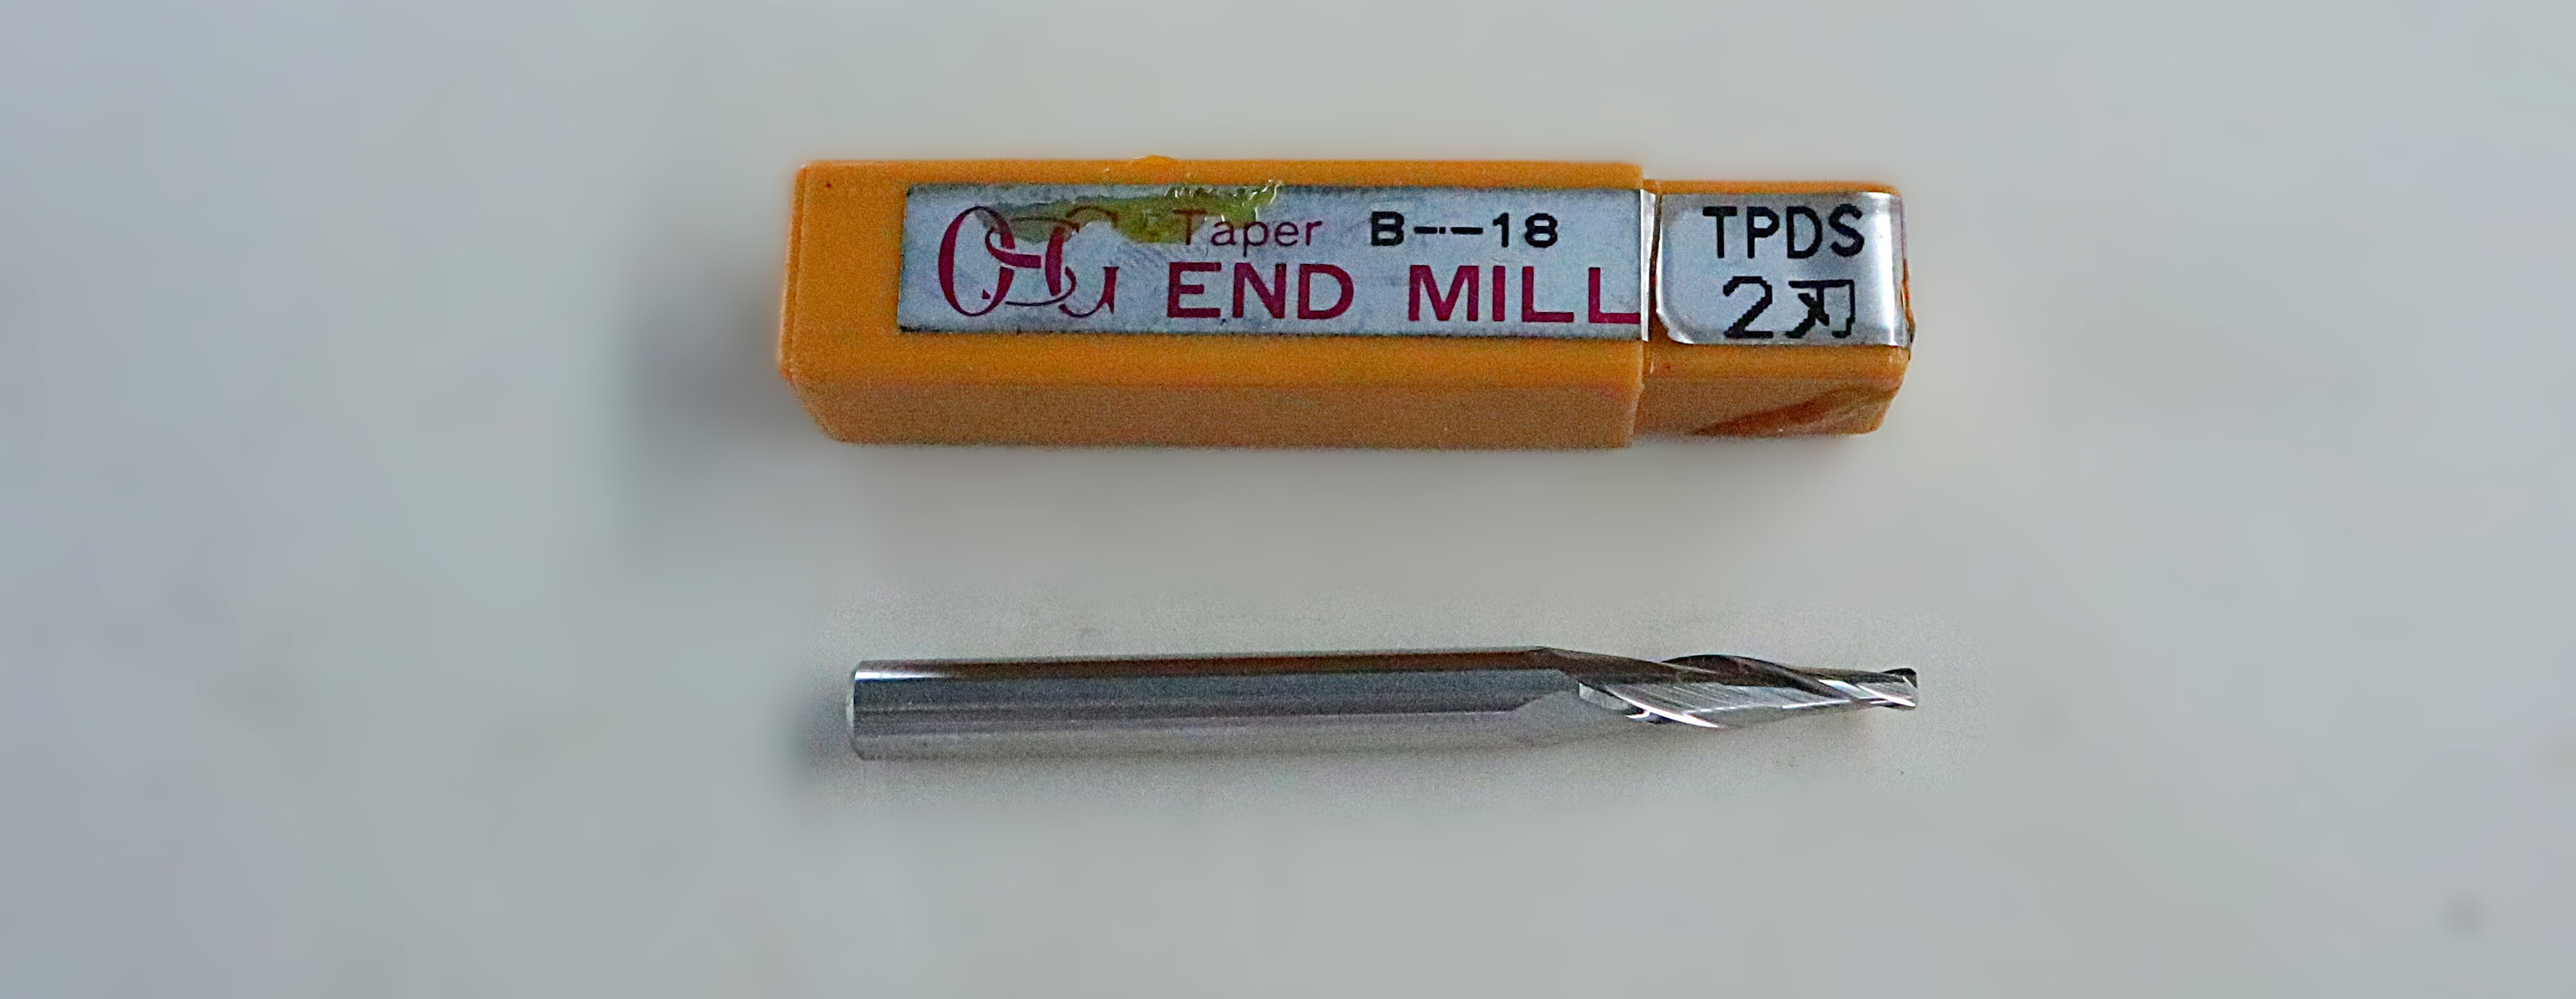 OSG
Taper B---18
END MILL
TPDS
2刃